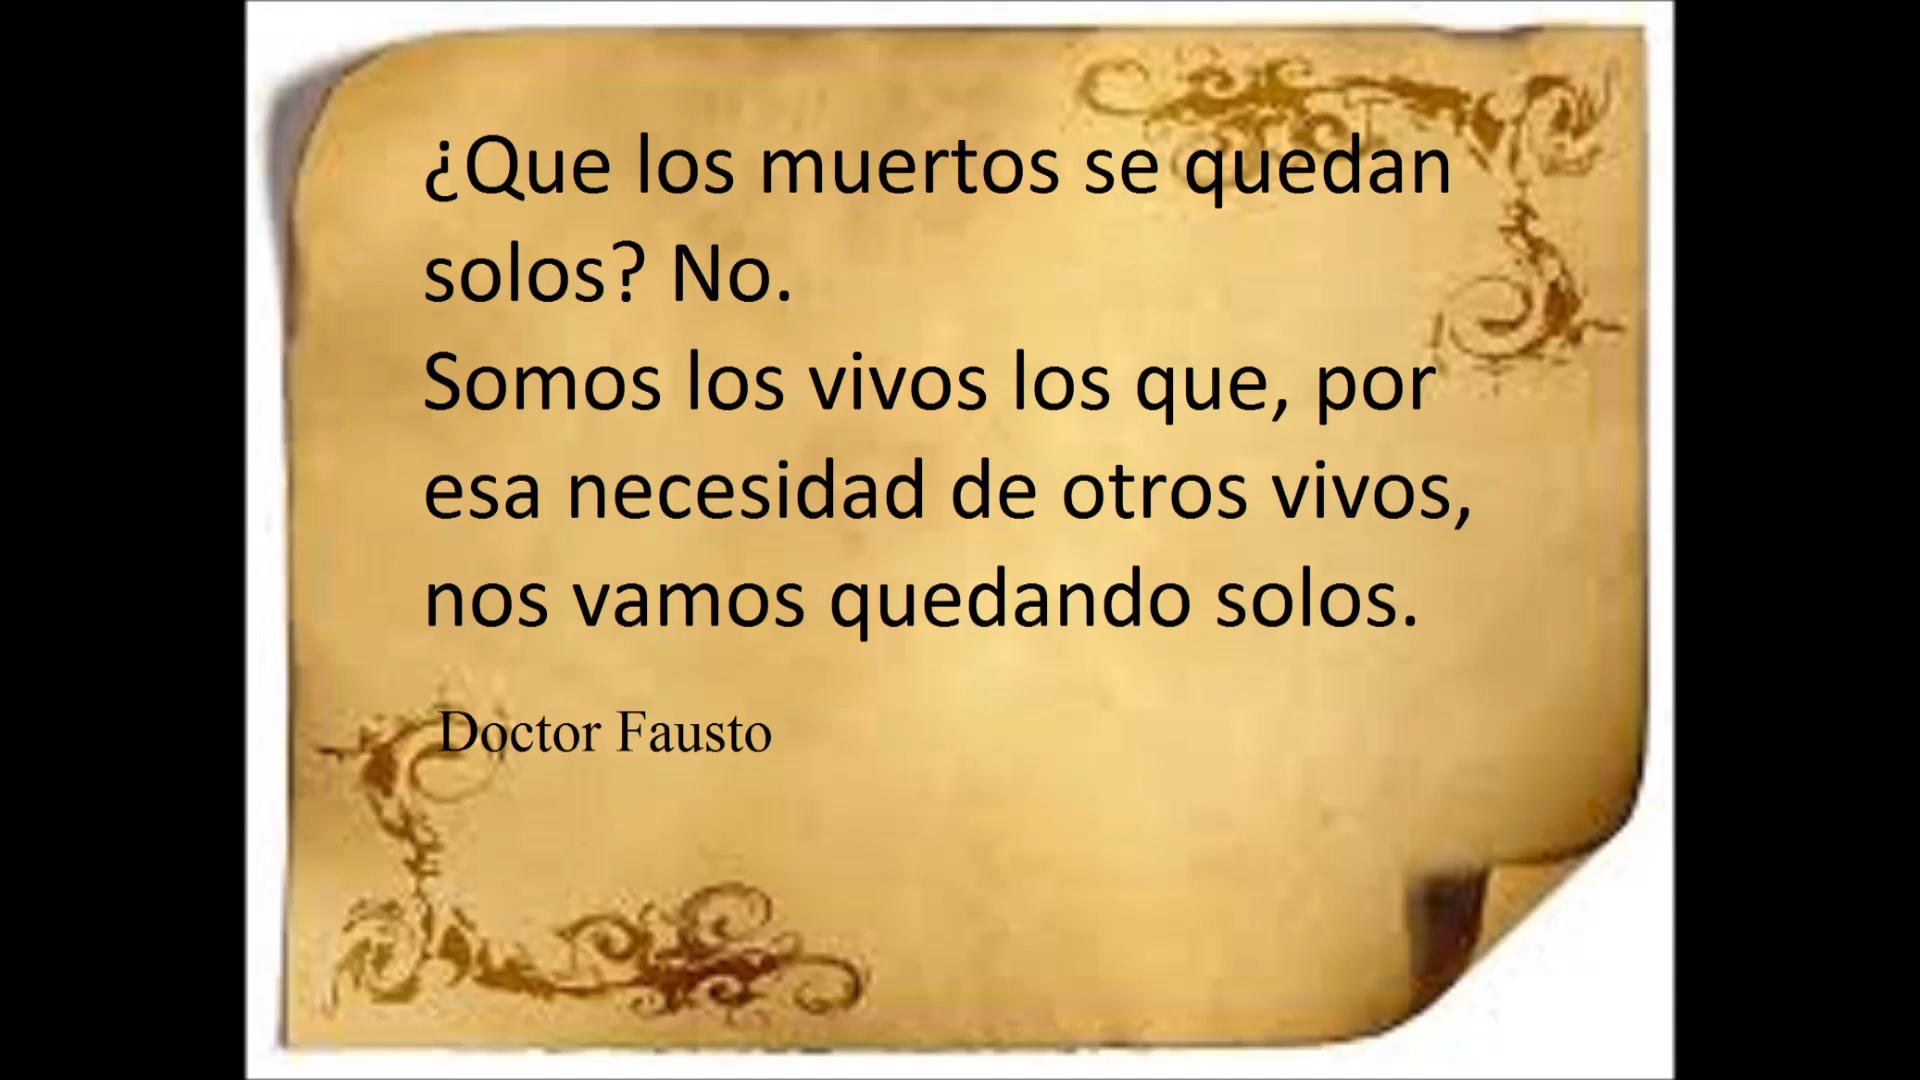 ¿Que los muertos se quedan
solos? No.
Somos los vivos los que, por
esa necesidad de otros vivos,
nos vamos quedando solos.
Doctor Fausto